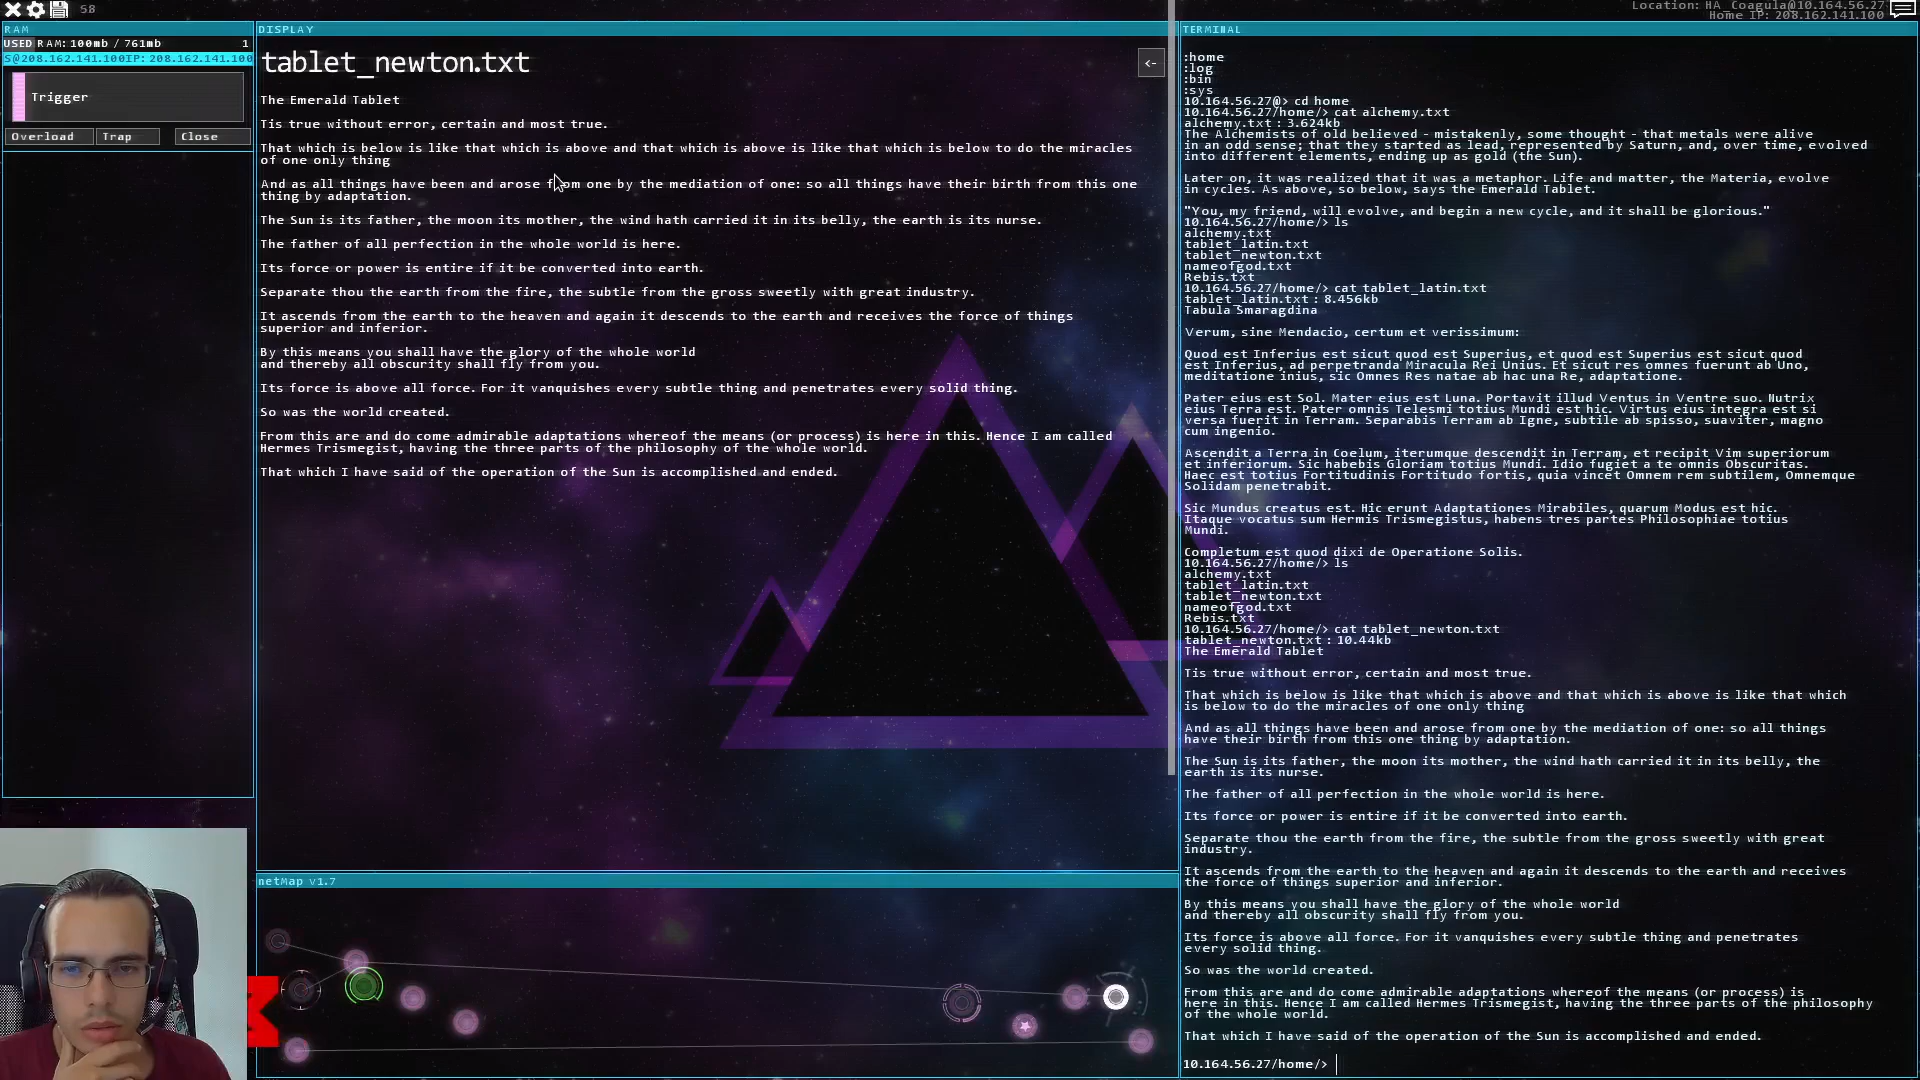 58
Location: HA_Coagula@10.164.56.27
Home IP: 208.162.141.100
RAM
USED RAM: 100mb / 761mb 1
S@208.162.141.100IP: 208.162.141.100
Trigger
Overload Trap Close
DISPLAY
tablet_newton.txt
<-
The Emerald Tablet
Tis true without error, certain and most true.
That which is below is like that which is above and that which is above is like that which is below to do the miracles
of one only thing
And as all things have been and arose from one by the mediation of one: so all things have their birth from this one
thing by adaptation.
The Sun is its father, the moon its mother, the wind hath carried it in its belly, the earth is its nurse.
The father of all perfection in the whole world is here.
Its force or power is entire if it be converted into earth.
Separate thou the earth from the fire, the subtle from the gross sweetly with great industry.
It ascends from the earth to the heaven and again it descends to the earth and receives the force of things
superior and inferior.
By this means you shall have the glory of the whole world
and thereby all obscurity shall fly from you.
Its force is above all force. For it vanquishes every subtle thing and penetrates every solid thing.
So was the world created.
From this are and do come admirable adaptations whereof the means (or process) is here in this. Hence I am called
Hermes Trismegist, having the three parts of the philosophy of the whole world.
That which I have said of the operation of the Sun is accomplished and ended.
netMap v1.7
TERMINAL
:home
:log
:bin
:sys
10.164.56.27@> cd home
10.164.56.27/home/> cat alchemy.txt
alchemy.txt : 3.624kb
The Alchemists of old believed - mistakenly, some thought - that metals were alive
in an odd sense; that they started as lead, represented by Saturn, and, over time, evolved
into different elements, ending up as gold (the Sun).
Later on, it was realized that it was a metaphor. Life and matter, the Materia, evolve
in cycles. As above, so below, says the Emerald Tablet.
"You, my friend, will evolve, and begin a new cycle, and it shall be glorious."
10.164.56.27/home/> ls
alchemy.txt
tablet_latin.txt
tablet_newton.txt
nameofgod.txt
Rebis.txt
10.164.56.27/home/> cat tablet_latin.txt
tablet_latin.txt : 8.456kb
Tabula Smaragdina
Verum, sine Mendacio, certum et verissimum:
Quod est Inferius est sicut quod est Superius, et quod est Superius est sicut quod
est Inferius, ad perpetranda Miracula Rei Unius. Et sicut res omnes fuerunt ab Uno,
meditatione inius, sic Omnes Res natae ab hac una Re, adaptatione.
Pater eius est Sol. Mater eius est Luna. Portavit illud Ventus in Ventre suo. Nutrix
eius Terra est. Pater omnis Telesmi totius Mundi est hic. Virtus eius integra est si
versa fuerit in Terram. Separabis Terram ab Igne, subtile ab spisso, suaviter, magno
cum ingenio.
Ascendit a Terra in Coelum, iterumque descendit in Terram, et recipit Vim superiorum
et inferiorum. Sic habebis Gloriam totius Mundi. Idio fugiet a te omnis Obscuritas.
Haec est totius Fortitudinis Fortitudo fortis, quia vincet Omnem rem subtilem, Omnemque
Solidam penetrabit.
Sic Mundus creatus est. Hic erunt Adaptationes Mirabiles, quarum Modus est hic.
Itaque vocatus sum Hermis Trismegistus, habens tres partes Philosophiae totius
Mundi.
Completum est quod dixi de Operatione Solis.
10.164.56.27/home/> ls
alchemy.txt
tablet_latin.txt
tablet_newton.txt
nameofgod.txt
Rebis.txt
10.164.56.27/home/> cat tablet_newton.txt
tablet_newton.txt : 10.44kb
The Emerald Tablet
Tis true without error, certain and most true.
That which is below is like that which is above and that which is above is like that which
is below to do the miracles of one only thing
And as all things have been and arose from one by the mediation of one: so all things
have their birth from this one thing by adaptation.
The Sun is its father, the moon its mother, the wind hath carried it in its belly, the
earth is its nurse.
The father of all perfection in the whole world is here.
Its force or power is entire if it be converted into earth.
Separate thou the earth from the fire, the subtle from the gross sweetly with great
industry.
It ascends from the earth to the heaven and again it descends to the earth and receives
the force of things superior and inferior.
By this means you shall have the glory of the whole world
and thereby all obscurity shall fly from you.
Its force is above all force. For it vanquishes every subtle thing and penetrates
every solid thing.
So was the world created.
From this are and do come admirable adaptations whereof the means (or process) is
here in this. Hence I am called Hermes Trismegist, having the three parts of the philosophy
of the whole world.
That which I have said of the operation of the Sun is accomplished and ended.
10.164.56.27/home/>